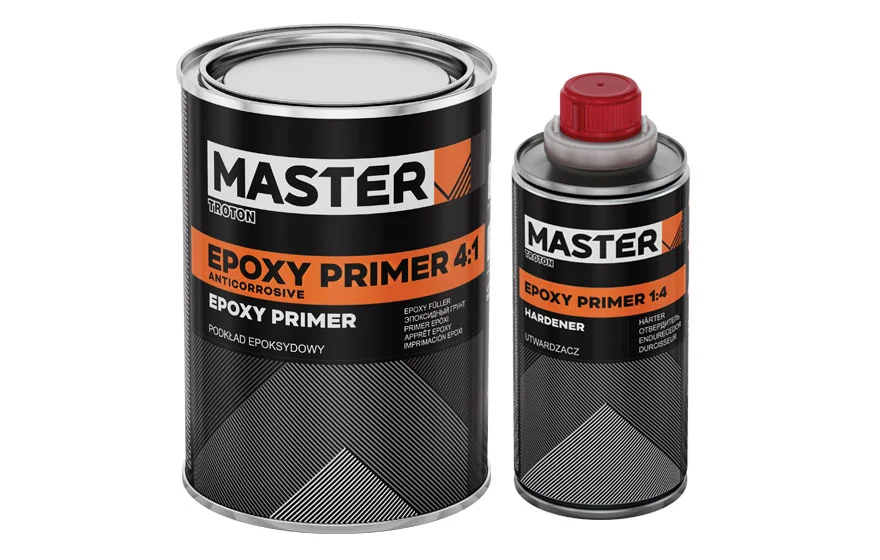 MASTER
TROTON
EPOXY PRIMER 4:1
ANTICORROSIVE
EPOXY PRIMER
PODKŁAD EPOKSYDOWY
EPOXY FÜLLER
ЭПОКСИДНЫЙ ГРУНТ
PRIMER EPÓXI
APPRÊT EPOXY
IMPRIMACIÓN EPOXI
MASTER
TROTON
EPOXY PRIMER 1:4
HARDENER
UTWARDZACZ
HÄRTER
ОТВЕРДИТЕЛЬ
ENDURECEDOR
DURCISSEUR